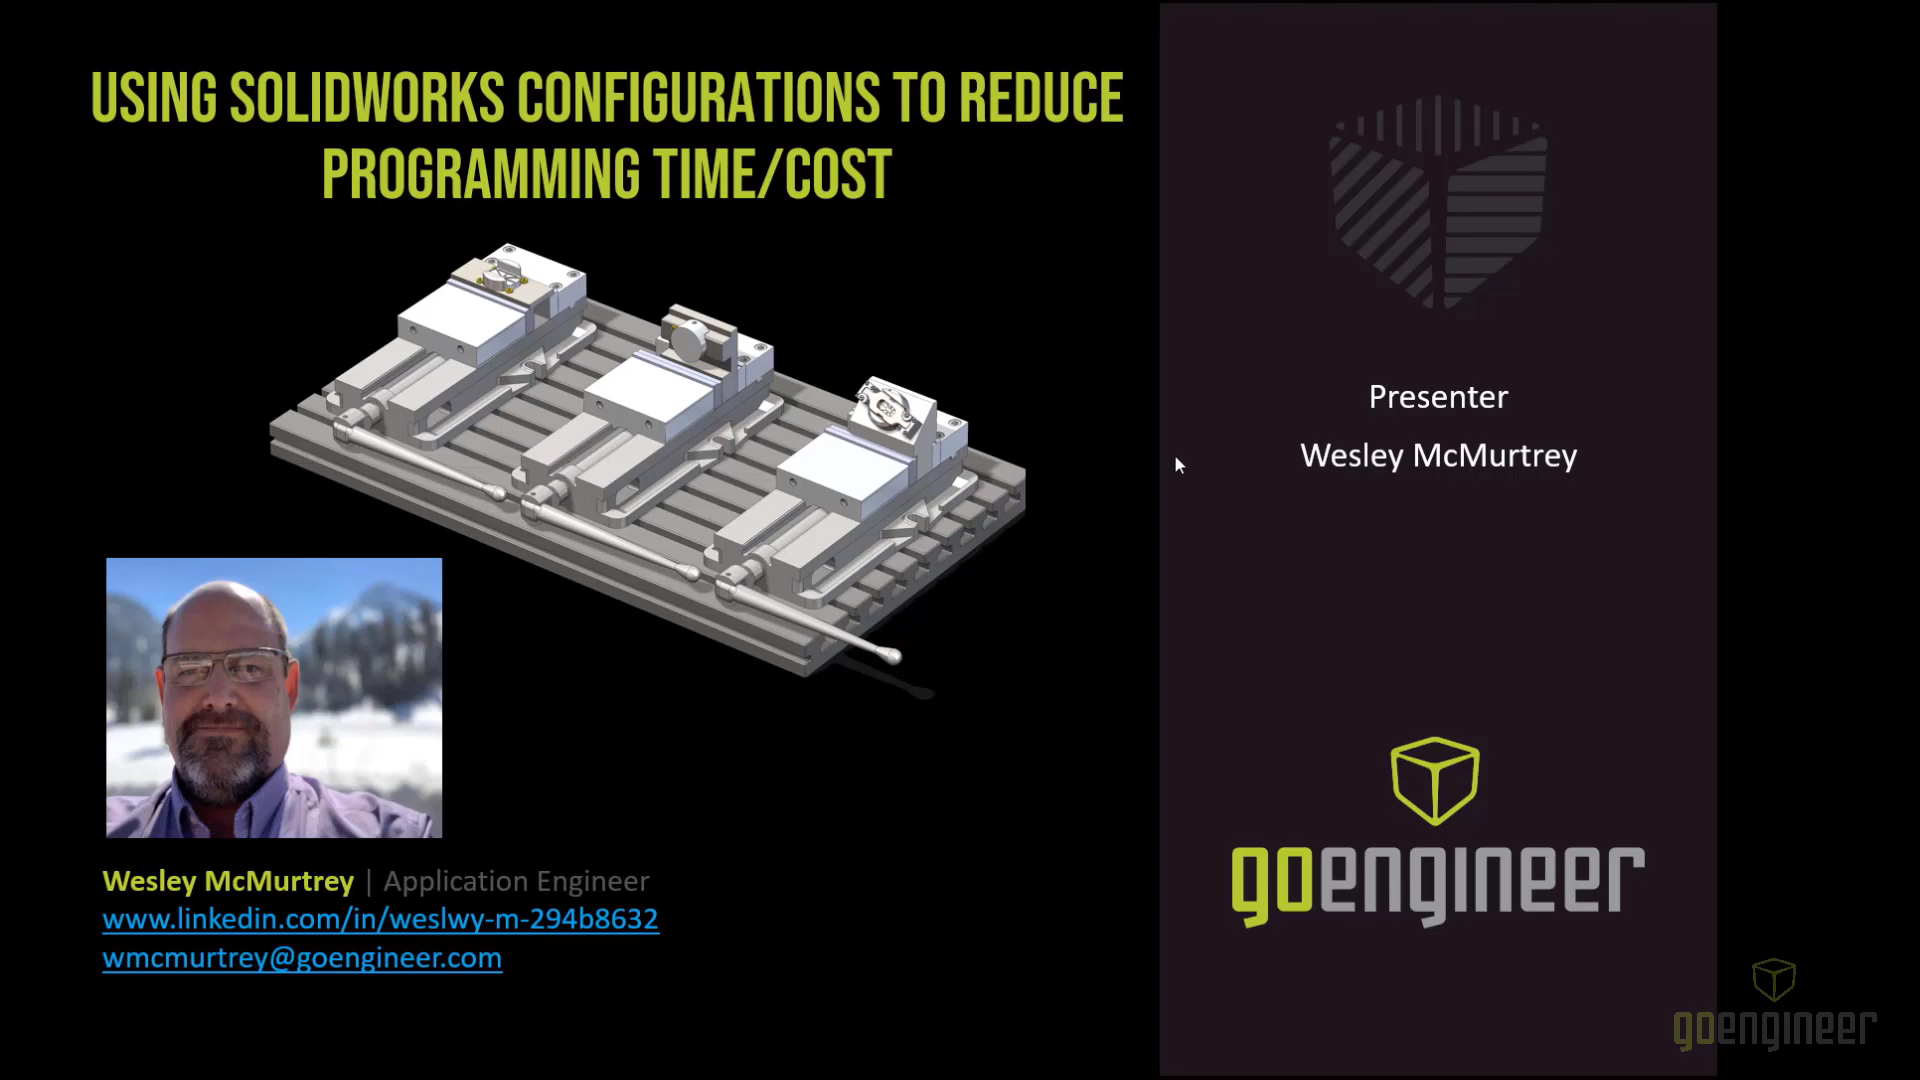 USING SOLIDWORKS CONFIGURATIONS TO REDUCE
PROGRAMMING TIME/COST
Presenter
Wesley McMurtrey
Wesley McMurtrey | Application Engineer
www.linkedin.com/in/weslwy-m-294b8632
wmcmurtrey@goengineer.com
goengineer
goengineer